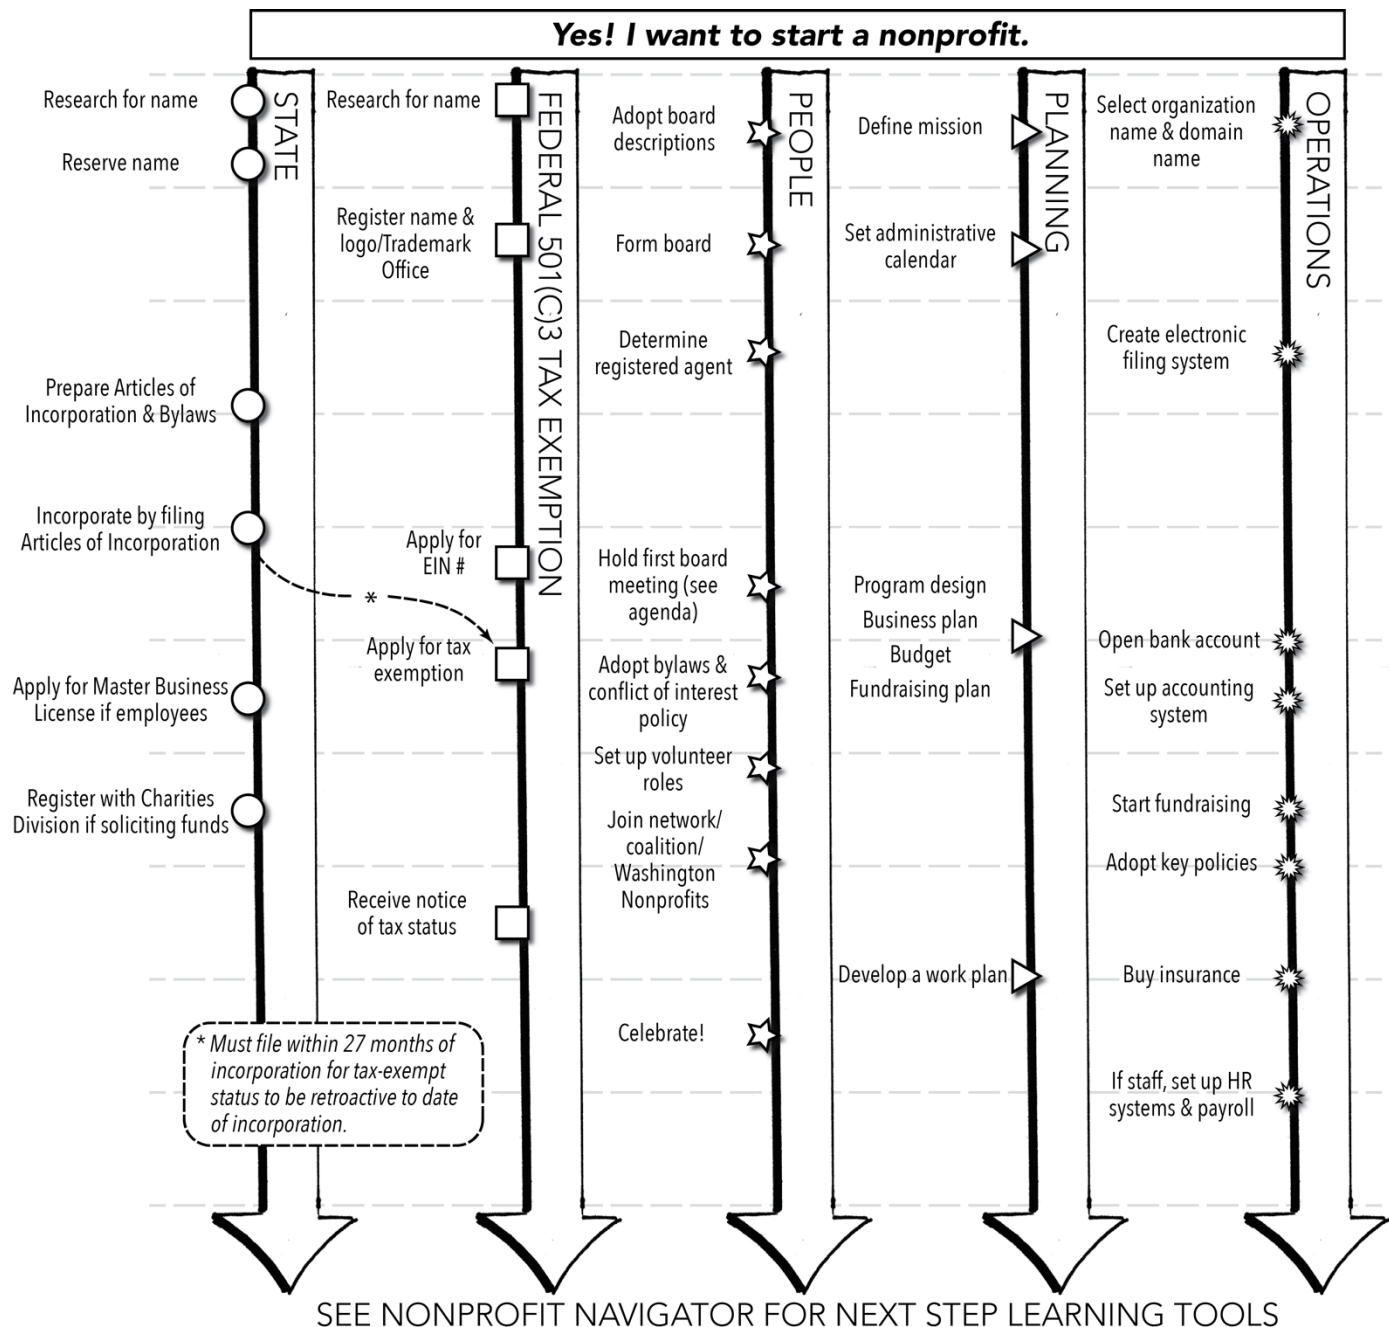 Yes! I want to start a nonprofit.
STATE
Research for name
Reserve name
Prepare Articles of
Incorporation & Bylaws
Incorporate by filing
Articles of Incorporation
Apply for Master Business
License if employees
Register with Charities
Division if soliciting funds
*
* Must file within 27 months of
incorporation for tax-exempt
status to be retroactive to date
of incorporation.
FEDERAL 501(C)3 TAX EXEMPTION
Research for name
Register name &
logo/Trademark
Office
Apply for
EIN #
Apply for tax
exemption
Receive notice
of tax status
PEOPLE
Adopt board
descriptions
Form board
Determine
registered agent
Hold first board
meeting (see
agenda)
Adopt bylaws &
conflict of interest
policy
Set up volunteer
roles
Join network/
coalition/
Washington
Nonprofits
Celebrate!
PLANNING
Define mission
Set administrative
calendar
Program design
Business plan
Budget
Fundraising plan
Develop a work plan
OPERATIONS
Select organization
name & domain
name
Create electronic
filing system
Open bank account
Set up accounting
system
Start fundraising
Adopt key policies
Buy insurance
If staff, set up HR
systems & payroll
SEE NONPROFIT NAVIGATOR FOR NEXT STEP LEARNING TOOLS